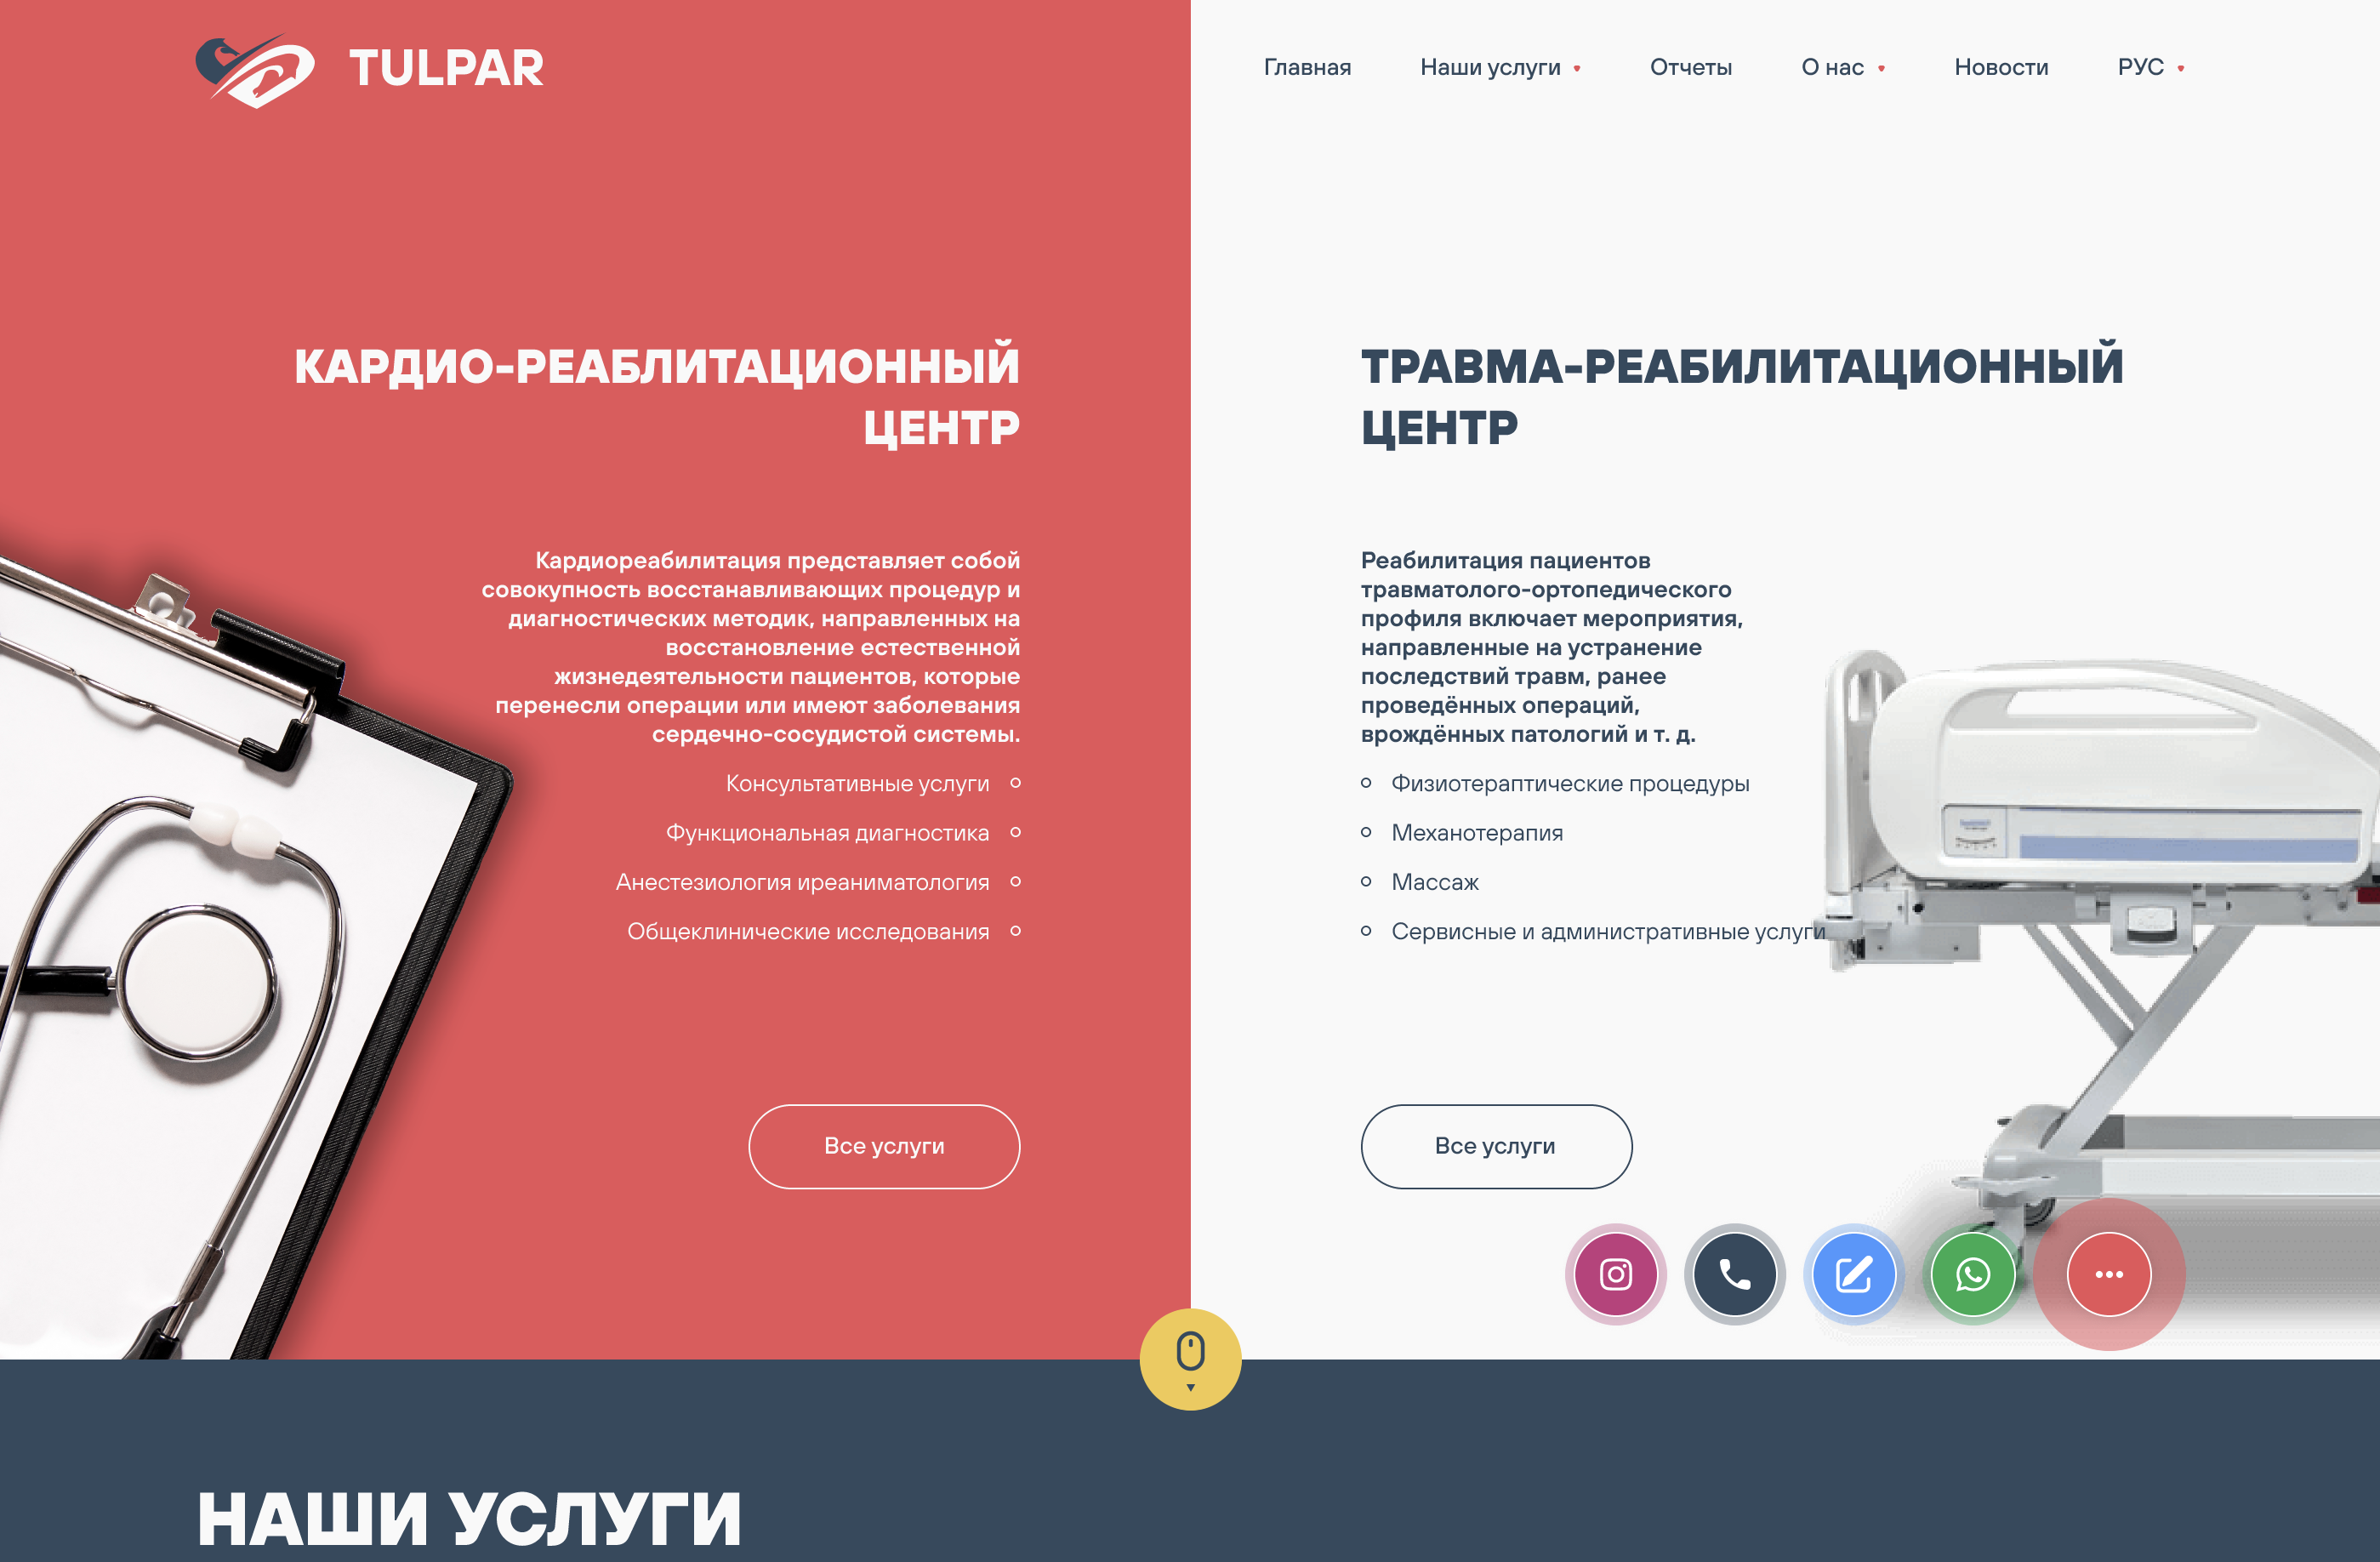 TULPAR
Главная
Наши услуги
Отчеты
О нас
Новости
РУС
КАРДИО-РЕАБЛИТАЦИОННЫЙ
ЦЕНТР
Кардиореабилитация представляет собой
совокупность восстанавливающих процедур и
диагностических методик, направленных на
восстановление естественной
жизнедеятельности пациентов, которые
перенесли операции или имеют заболевания
сердечно-сосудистой системы.
Консультативные услуги
Функциональная диагностика
Анестезиология иреаниматология
Общеклинические исследования
Все услуги
ТРАВМА-РЕАБИЛИТАЦИОННЫЙ
ЦЕНТР
Реабилитация пациентов
травматолого-ортопедического
профиля включает мероприятия,
направленные на устранение
последствий травм, ранее
проведённых операций,
врождённых патологий и т. д.
Физиотераптические процедуры
Механотерапия
Массаж
Сервисные и административные услуги
Все услуги
НАШИ УСЛУГИ